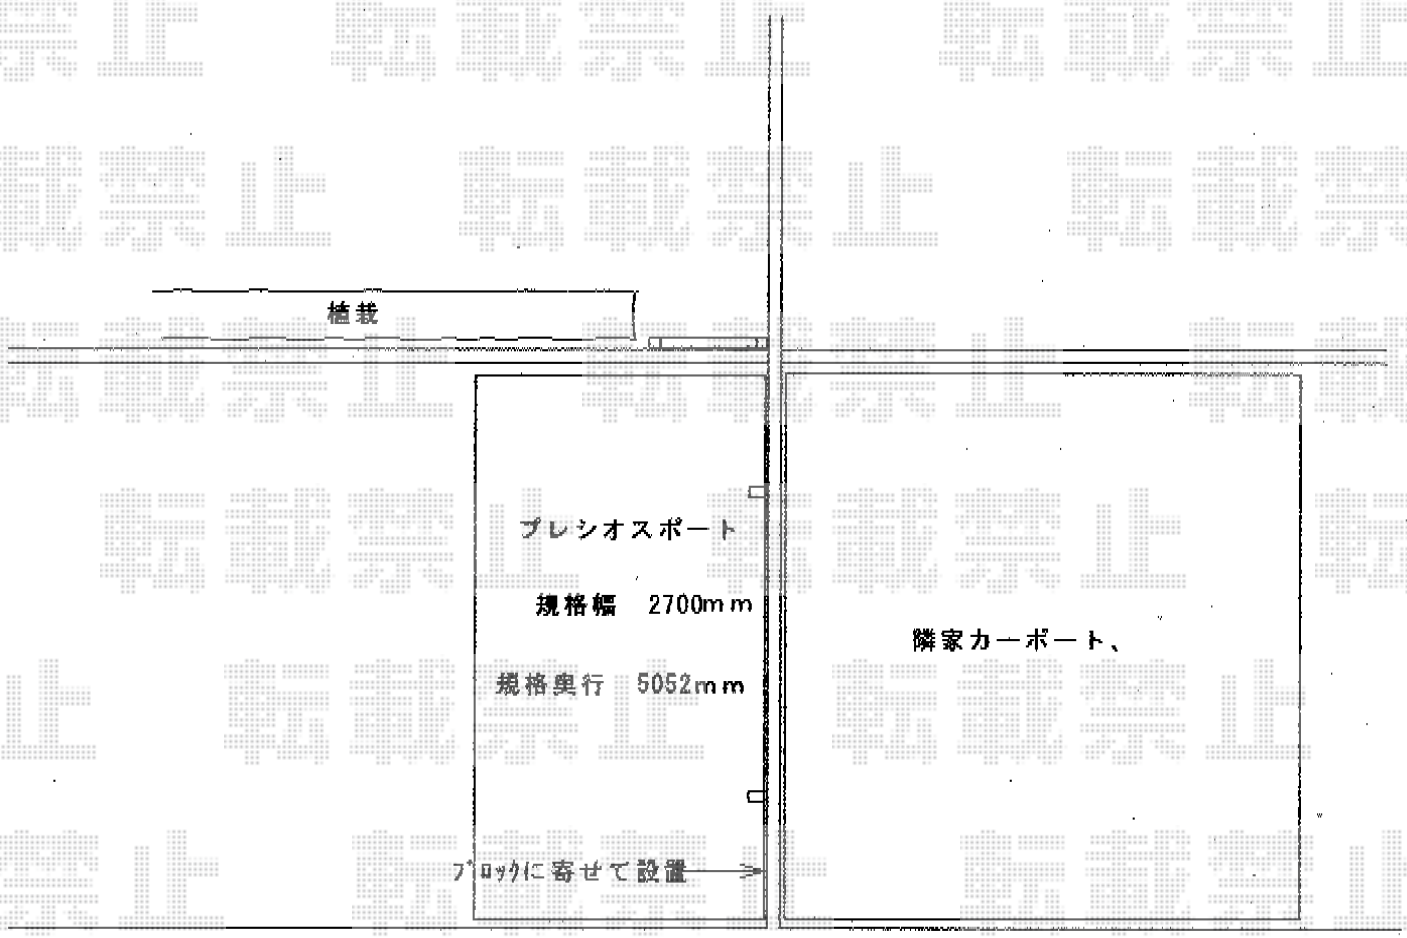 転載禁止
植栽
プレシオスポート
規格幅 2700mm
規格奥行 5052mm
隣家カーポート、
ブロックに寄せて設置